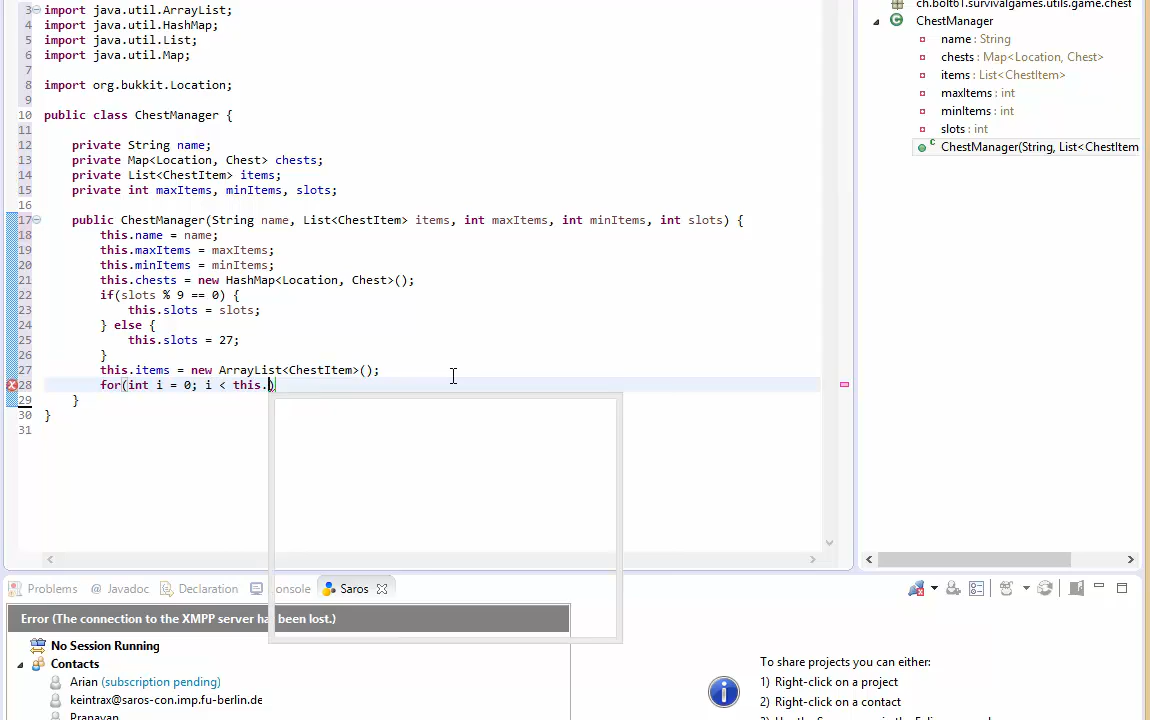 3 import java.util.ArrayList;
4 import java.util.HashMap;
5 import java.util.List;
6 import java.util.Map;
7
8 import org.bukkit.Location;
9
10 public class ChestManager {
11
12 private String name;
13 private Map<Location, Chest> chests;
14 private List<ChestItem> items;
15 private int maxItems, minItems, slots;
16
17 public ChestManager(String name, List<ChestItem> items, int maxItems, int minItems, int slots) {
18 this.name = name;
19 this.maxItems = maxItems;
20 this.minItems = minItems;
21 this.chests = new HashMap<Location, Chest>();
22 if(slots % 9 == 0) {
23 this.slots = slots;
24 } else {
25 this.slots = 27;
26 }
27 this.items = new ArrayList<ChestItem>();
28 for(int i = 0; i < this.)
29 }
30 }
31
ch.bolt61.survivalgames.utils.game.chest
ChestManager
name : String
chests : Map<Location, Chest>
items : List<ChestItem>
maxItems : int
minItems : int
slots : int
ChestManager(String, List<ChestItem
Problems @ Javadoc Declaration onsole Saros
Error (The connection to the XMPP server ha been lost.)
No Session Running
Contacts
Arian (subscription pending)
keintrax@saros-con.imp.fu-berlin.de
Pranavan
To share projects you can either:
1) Right-click on a project
2) Right-click on a contact